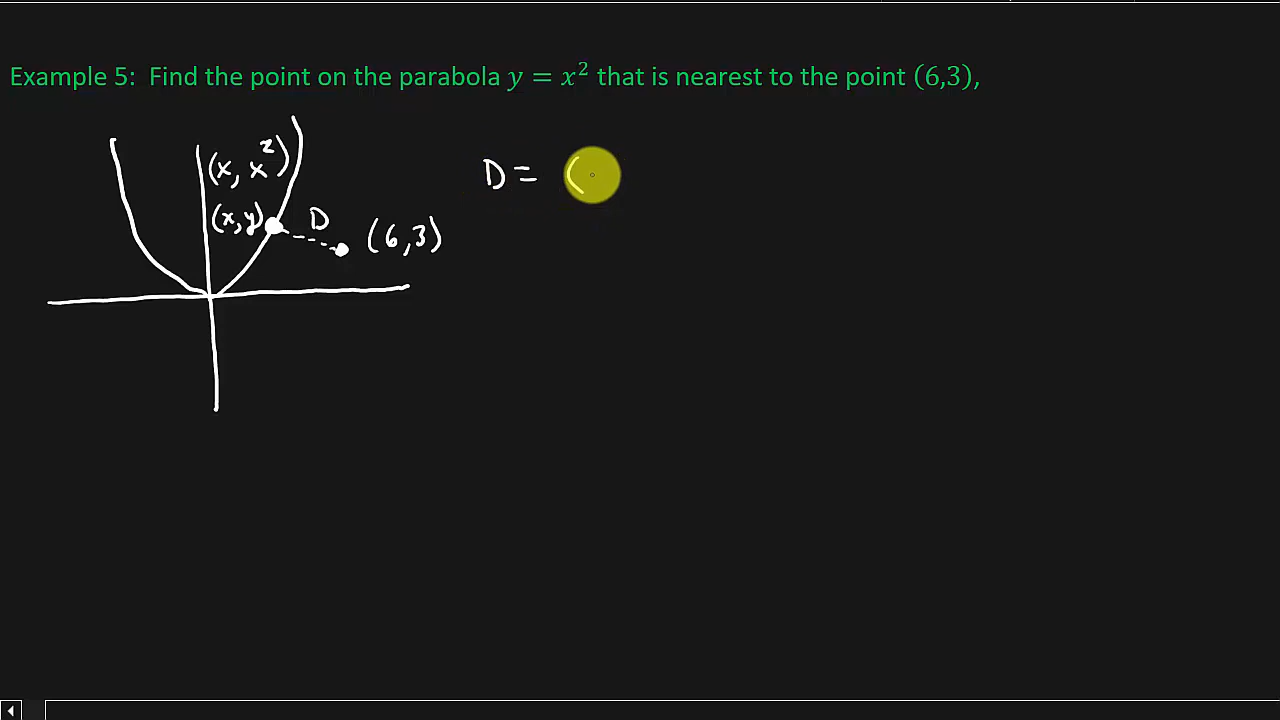 Example 5: Find the point on the parabola y = x² that is nearest to the point (6,3),
(x, x²)
D = (
(x, y) D (6,3)